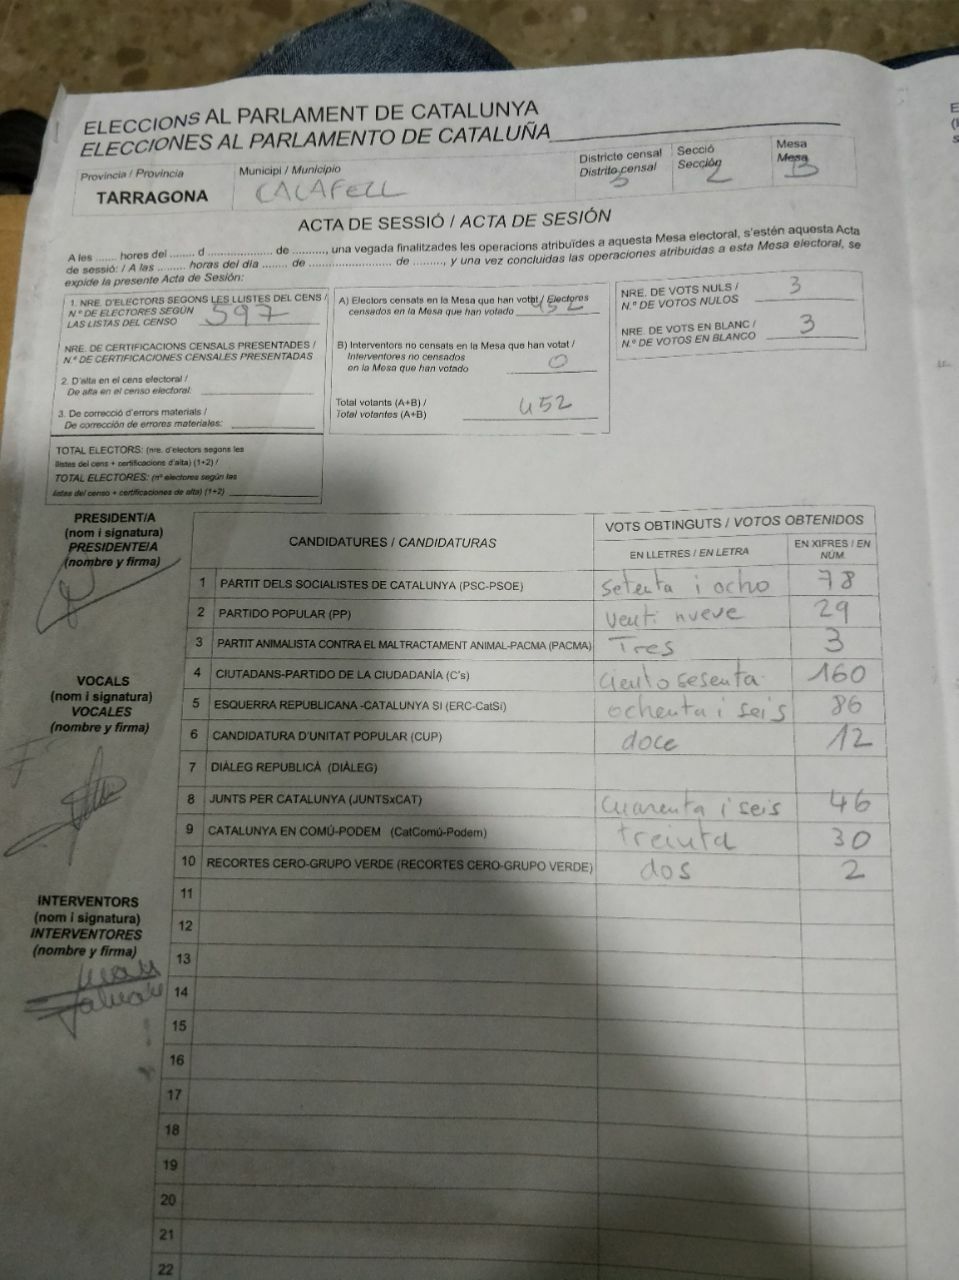 ELECCIONS AL PARLAMENT DE CATALUNYA
ELECCIONES AL PARLAMENTO DE CATALUÑA
Provincia / Provincia
TARRAGONA
Municipi / Municipio
CALAFELL
Districte censal
Distrito censal
Secció
Sección
2
Mesa
Mesa
B
ACTA DE SESSIÓ / ACTA DE SESIÓN
A les ...... hores del ....... d .................... de .........., una vegada finalitzades les operacions atribuïdes a aquesta Mesa electoral, s'estén aquesta Acta
de sessió: / A las ........ horas del día ....... de ..................... de ........., y una vez concluidas las operaciones atribuidas a esta Mesa electoral, se
expide la presente Acta de Sesión:
1. NRE. D'ELECTORS SEGONS LES LLISTES DEL CENS /
N.º DE ELECTORES SEGÚN
LAS LISTAS DEL CENSO 597
NRE. DE CERTIFICACIONS CENSALS PRESENTADES /
N.º DE CERTIFICACIONES CENSALES PRESENTADAS
2. D'alta en el cens electoral /
De alta en el censo electoral:
3. De correcció d'errors materials /
De corrección de errores materiales:
TOTAL ELECTORS: (nre. d'electors segons les
llistes del cens + certificacions d'alta) (1+2) /
TOTAL ELECTORES: (nº electores según las
listas del censo + certificaciones de alta) (1+2)
A) Electors censats en la Mesa que han votat / Electores
censados en la Mesa que han votado 452
B) Interventors no censats en la Mesa que han votat /
Interventores no censados
en la Mesa que han votado 0
Total votants (A+B) /
Total votantes (A+B) 452
NRE. DE VOTS NULS /
N.º DE VOTOS NULOS 3
NRE. DE VOTS EN BLANC /
N.º DE VOTOS EN BLANCO 3
PRESIDENT/A
(nom i signatura)
PRESIDENTE/A
(nombre y firma)
VOCALS
(nom i signatura)
VOCALES
(nombre y firma)
INTERVENTORS
(nom i signatura)
INTERVENTORES
(nombre y firma)
CANDIDATURES / CANDIDATURAS
VOTS OBTINGUTS / VOTOS OBTENIDOS
EN LLETRES / EN LETRA
EN XIFRES / EN NÚM.
1 PARTIT DELS SOCIALISTES DE CATALUNYA (PSC-PSOE) setenta i ocho 78
2 PARTIDO POPULAR (PP) venti nueve 29
3 PARTIT ANIMALISTA CONTRA EL MALTRACTAMENT ANIMAL-PACMA (PACMA) Tres 3
4 CIUTADANS-PARTIDO DE LA CIUDADANÍA (C's) ciento sesenta 160
5 ESQUERRA REPUBLICANA -CATALUNYA SÍ (ERC-CatSí) ochenta i seis 86
6 CANDIDATURA D'UNITAT POPULAR (CUP) doce 12
7 DIÀLEG REPUBLICÀ (DIÀLEG)
8 JUNTS PER CATALUNYA (JUNTSxCAT) cuarenta i seis 46
9 CATALUNYA EN COMÚ-PODEM (CatComú-Podem) treinta 30
10 RECORTES CERO-GRUPO VERDE (RECORTES CERO-GRUPO VERDE) dos 2
11
12
13
14
15
16
17
18
19
20
21
22